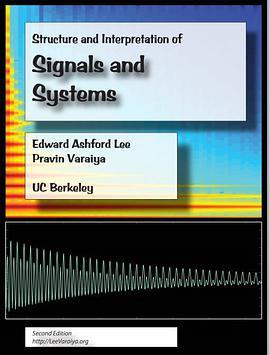 Structure and Interpretation of
Signals and
Systems
Edward Ashford Lee
Pravin Varaiya
UC Berkeley
Second Edition
http://LeeVaraiya.org